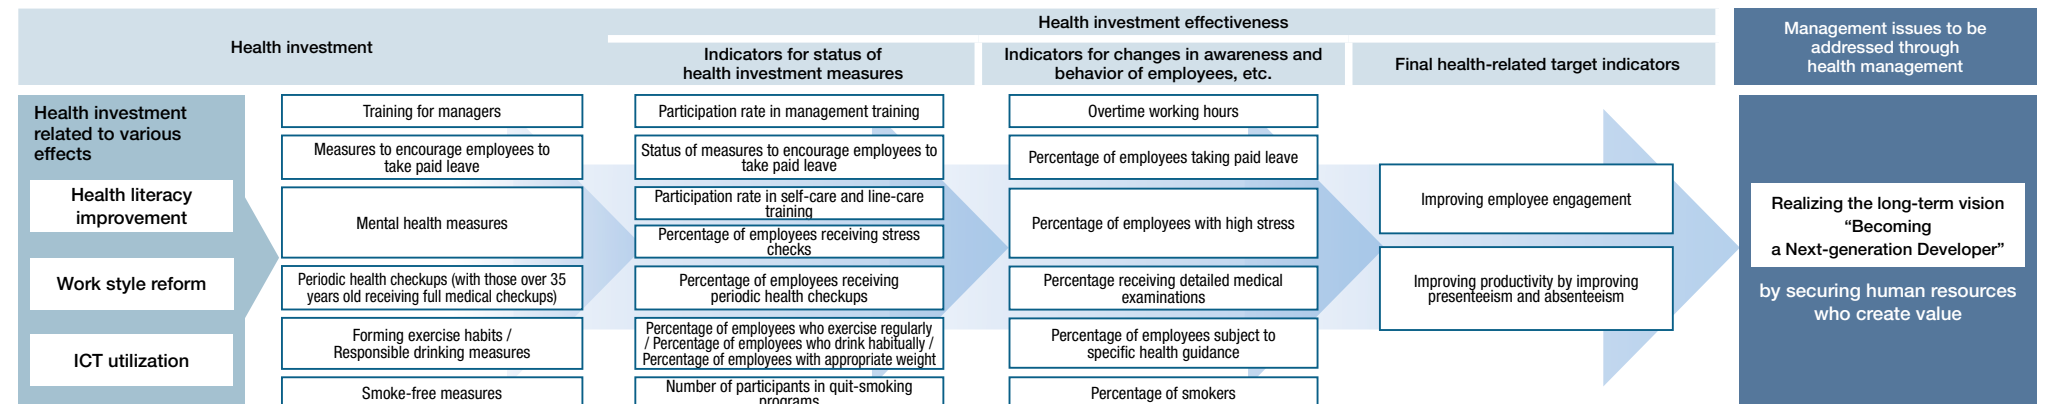 Health investment
Health investment effectiveness
Indicators for status of
health investment measures
Indicators for changes in awareness and
behavior of employees, etc.
Final health-related target indicators
Management issues to be
addressed through
health management
Health investment
related to various
effects
Health literacy
improvement
Work style reform
ICT utilization
Training for managers
Measures to encourage employees to
take paid leave
Mental health measures
Periodic health checkups (with those over 35
years old receiving full medical checkups)
Forming exercise habits /
Responsible drinking measures
Smoke-free measures
Participation rate in management training
Status of measures to encourage employees to
take paid leave
Participation rate in self-care and line-care
training
Percentage of employees receiving stress
checks
Percentage of employees receiving
periodic health checkups
Percentage of employees who exercise regularly
/ Percentage of employees who drink habitually /
Percentage of employees with appropriate weight
Number of participants in quit-smoking
programs
Overtime working hours
Percentage of employees taking paid leave
Percentage of employees with high stress
Percentage receiving detailed medical
examinations
Percentage of employees subject to
specific health guidance
Percentage of smokers
Improving employee engagement
Improving productivity by improving
presenteeism and absenteeism
Realizing the long-term vision
“Becoming
a Next-generation Developer”
by securing human resources
who create value